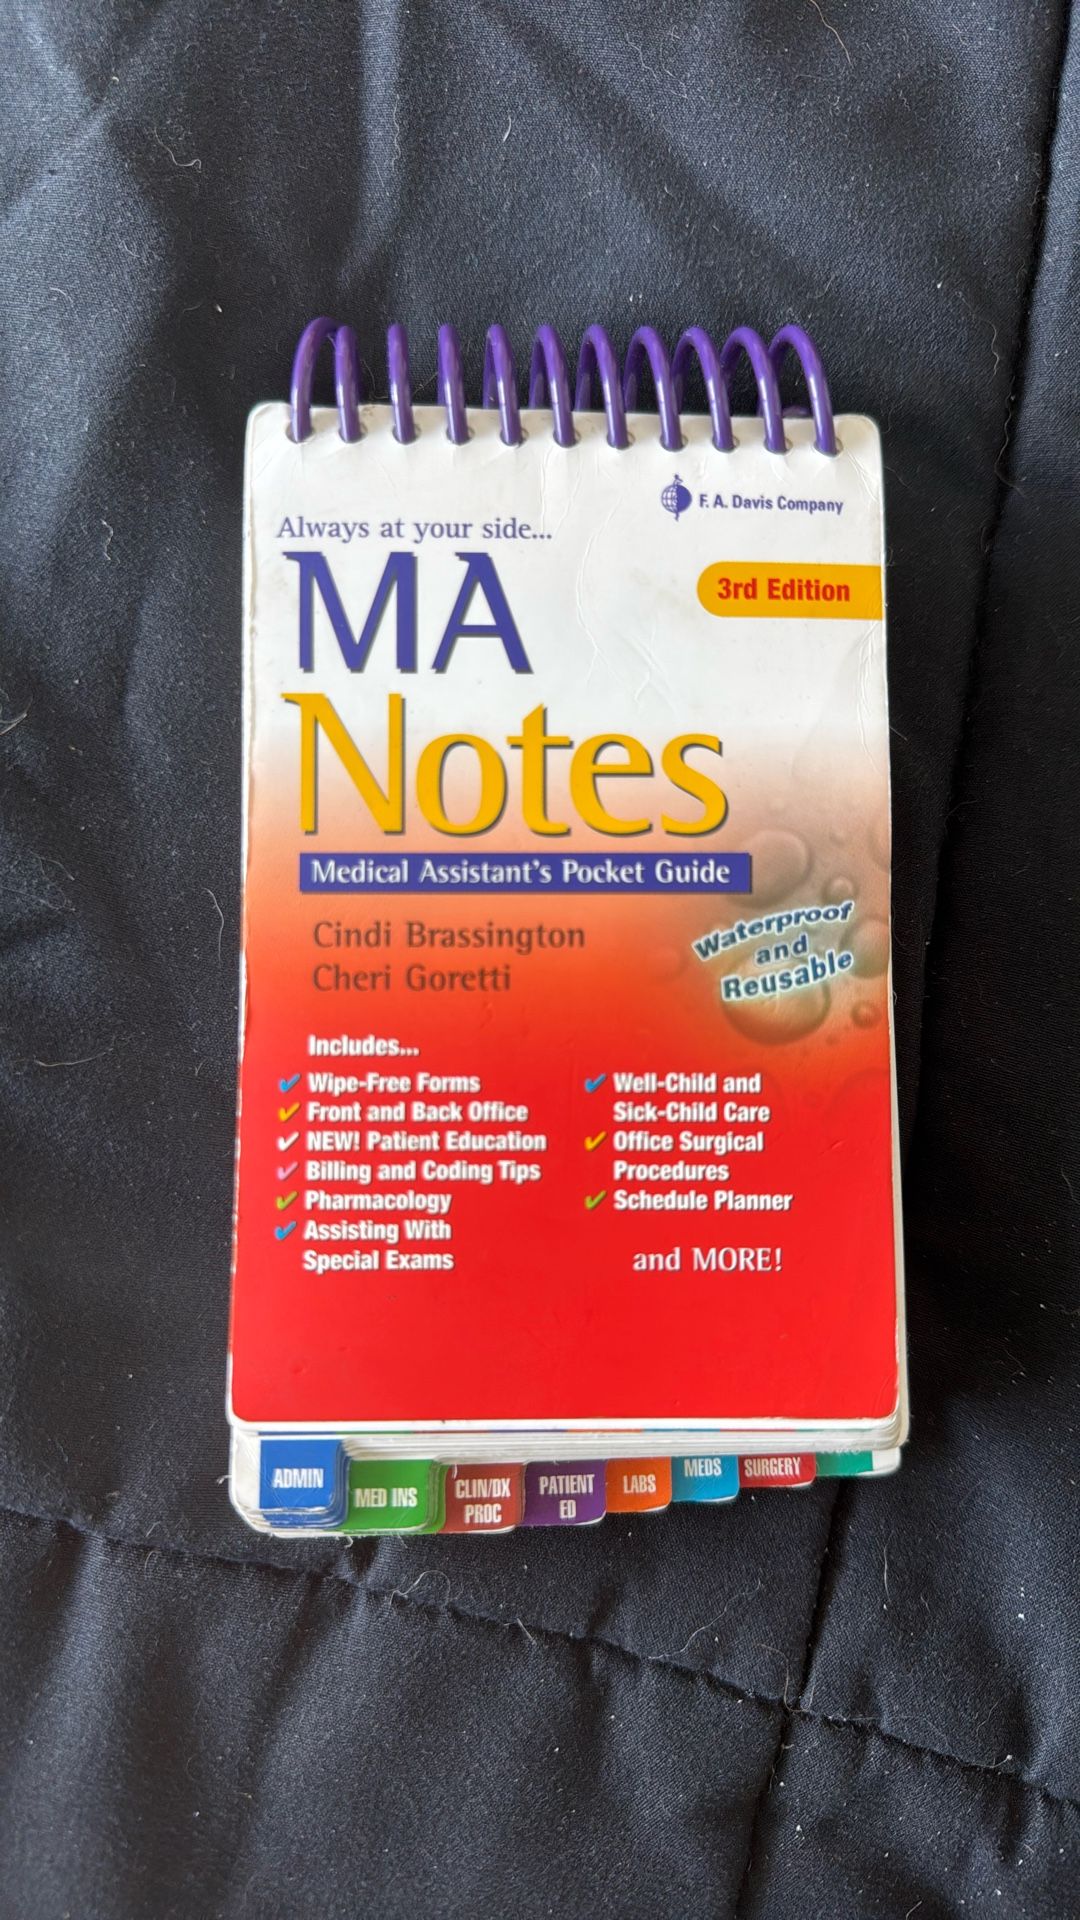 F. A. Davis Company
Always at your side...
MA
3rd Edition
Notes
Medical Assistant's Pocket Guide
Cindi Brassington
Cheri Goretti
Waterproof
and
Reusable
Includes...
Wipe-Free Forms
Front and Back Office
NEW! Patient Education
Billing and Coding Tips
Pharmacology
Assisting With
Special Exams
Well-Child and
Sick-Child Care
Office Surgical
Procedures
Schedule Planner
and MORE!
ADMIN
MED INS
CLIN/DX
PROC
PATIENT
ED
LABS
MEDS
SURGERY